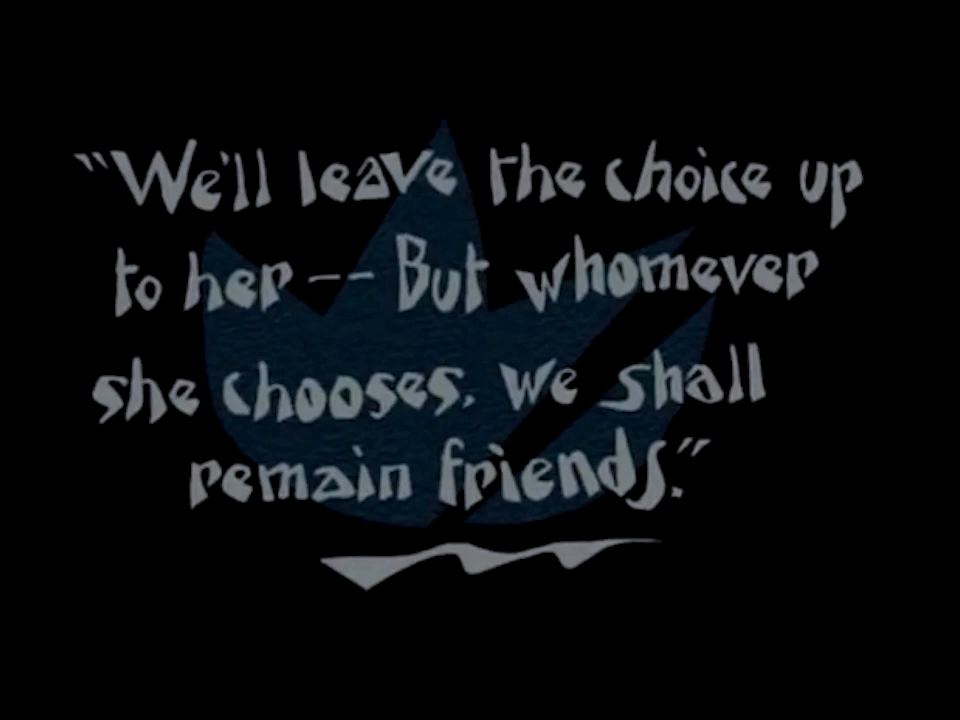 "We'll leave the choice up
to her -- But whomever
she chooses, we shall
remain friends."